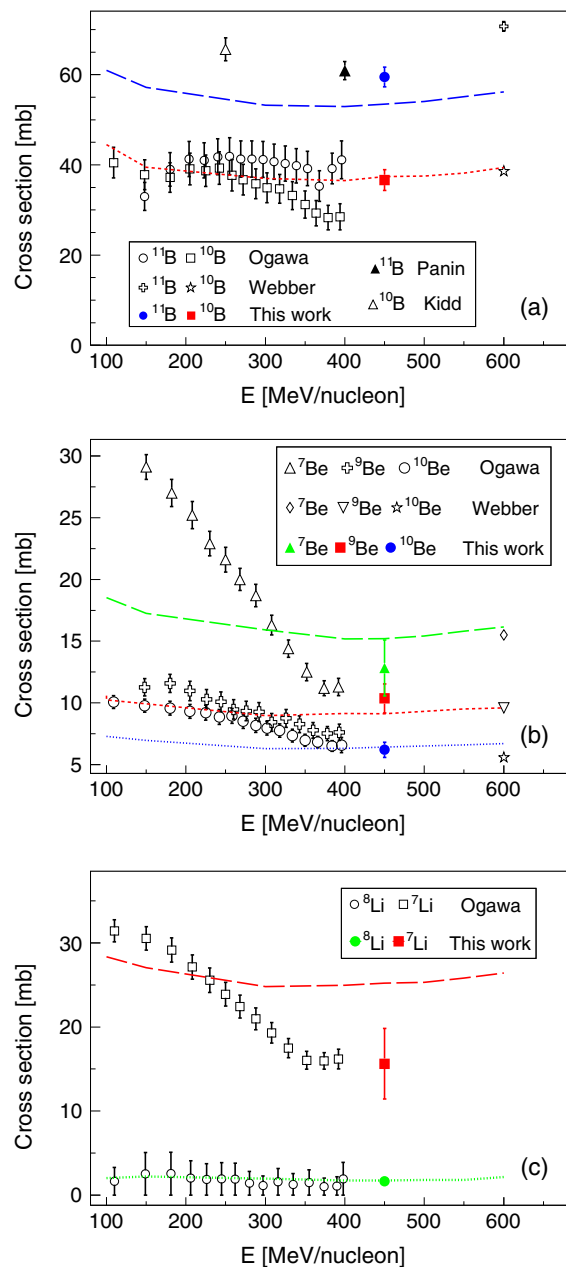 60
40
20
0
Cross section [mb]
¹¹B ¹⁰B Ogawa
¹¹B ¹⁰B Webber
¹¹B ¹⁰B This work
¹¹B Panin
¹⁰B Kidd
(a)
100 200 300 400 500 600
E [MeV/nucleon]
30
25
20
15
10
5
Cross section [mb]
⁷Be ⁹Be ¹⁰Be Ogawa
⁷Be ⁹Be ¹⁰Be Webber
⁷Be ⁹Be ¹⁰Be This work
(b)
100 200 300 400 500 600
E [MeV/nucleon]
30
20
10
0
Cross section [mb]
⁸Li ⁷Li Ogawa
⁸Li ⁷Li This work
(c)
100 200 300 400 500 600
E [MeV/nucleon]